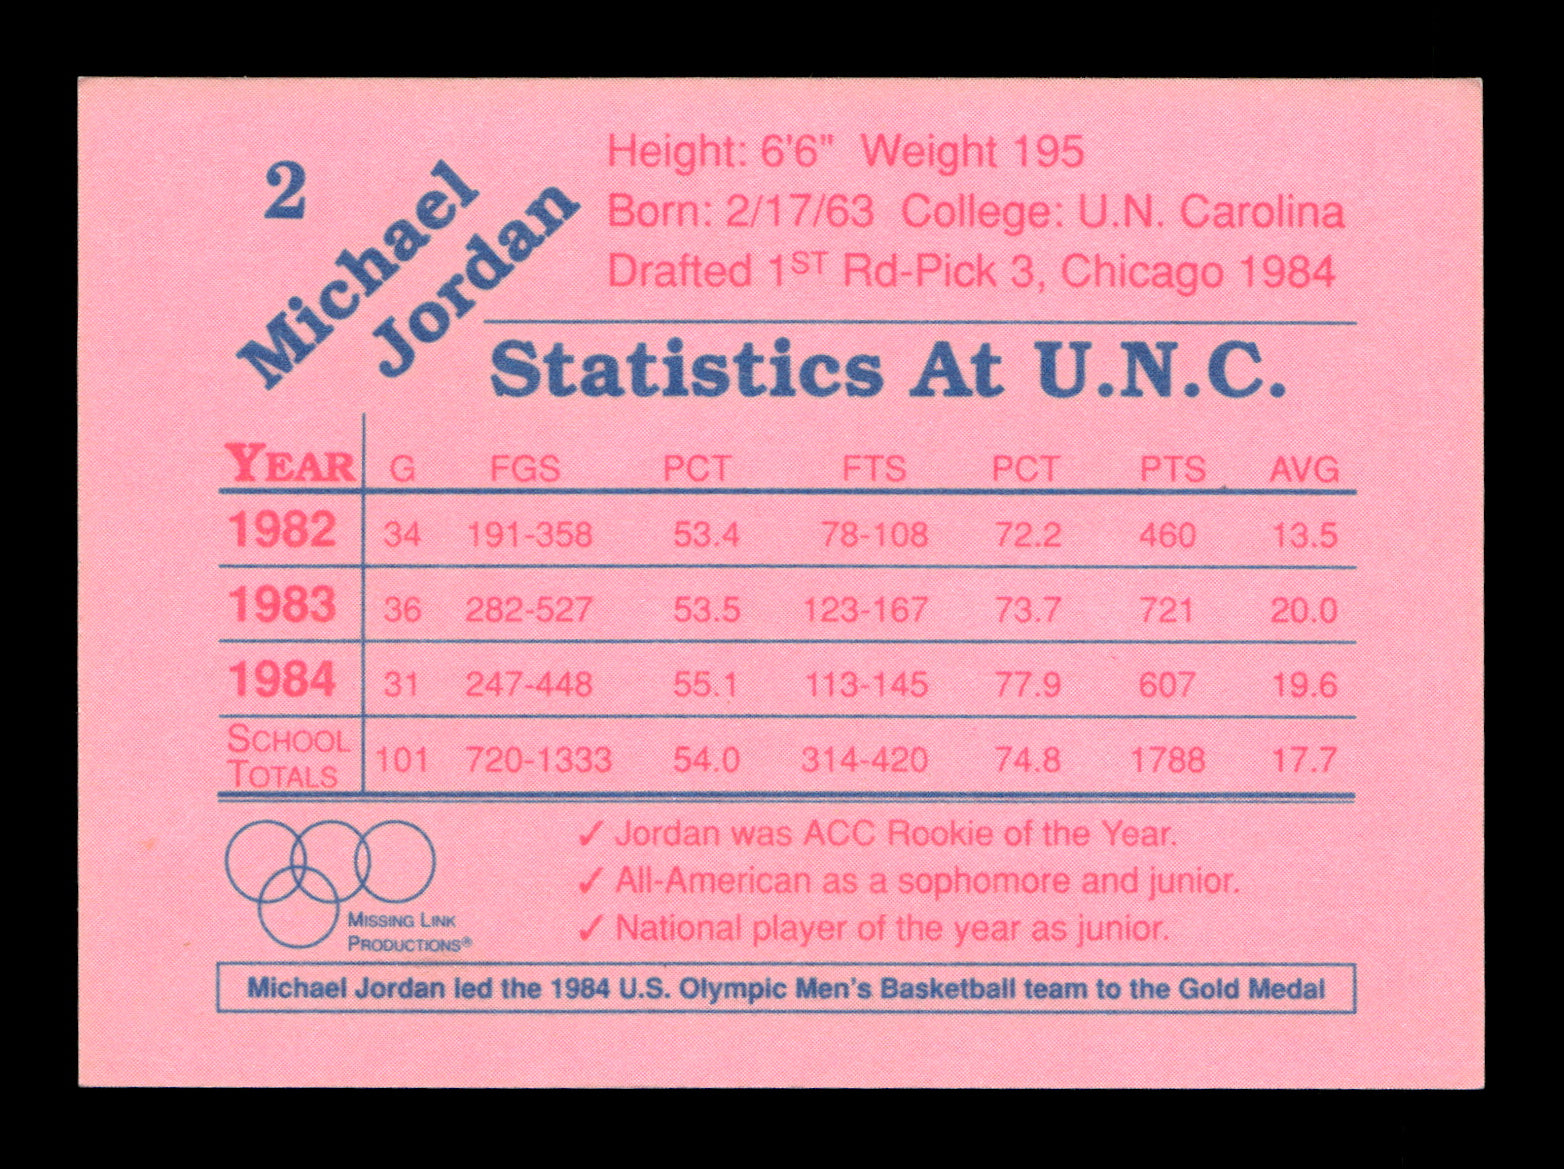 2
Michael
Jordan
Height: 6'6" Weight 195
Born: 2/17/63 College: U.N. Carolina
Drafted 1ST Rd-Pick 3, Chicago 1984
Statistics At U.N.C.
YEAR G FGS PCT FTS PCT PTS AVG
1982 34 191-358 53.4 78-108 72.2 460 13.5
1983 36 282-527 53.5 123-167 73.7 721 20.0
1984 31 247-448 55.1 113-145 77.9 607 19.6
SCHOOL
TOTALS 101 720-1333 54.0 314-420 74.8 1788 17.7
✓ Jordan was ACC Rookie of the Year.
✓ All-American as a sophomore and junior.
✓ National player of the year as junior.
MISSING LINK
PRODUCTIONS®
Michael Jordan led the 1984 U.S. Olympic Men's Basketball team to the Gold Medal